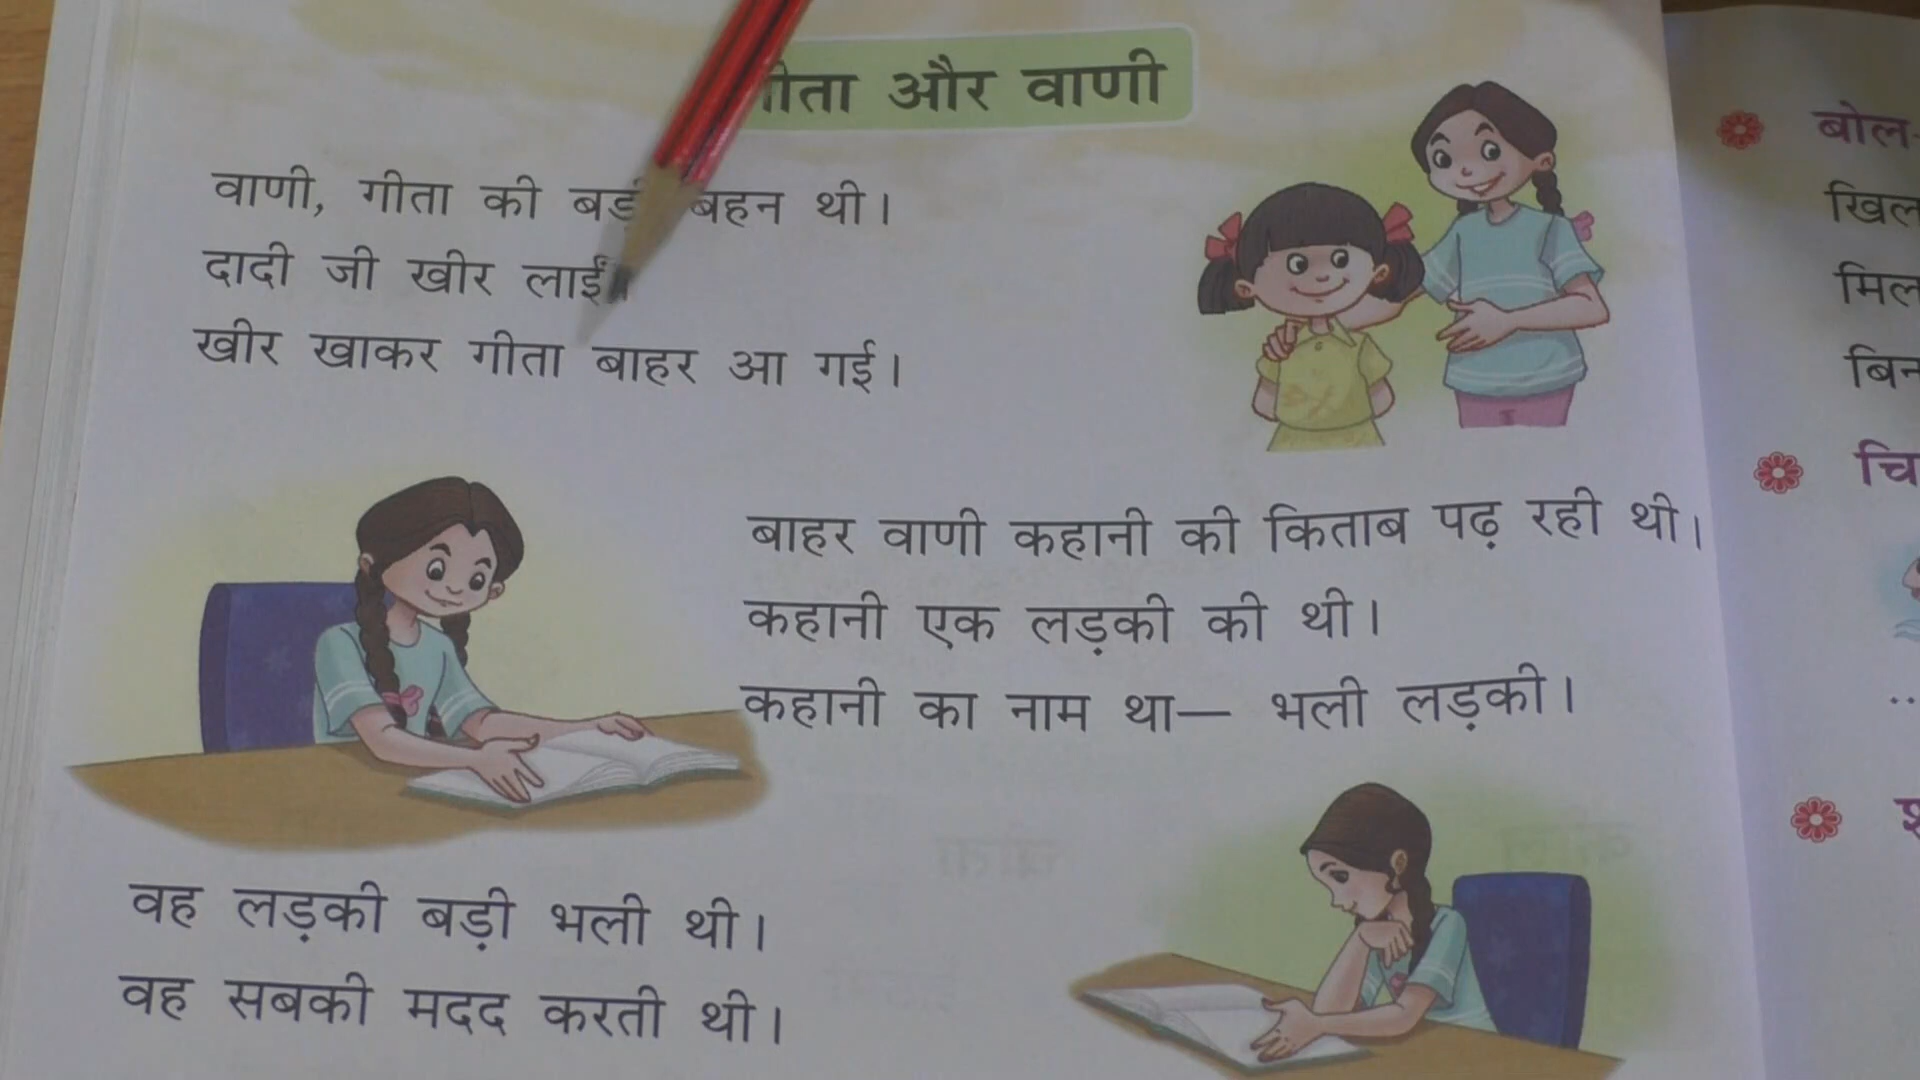 गीता और वाणी
वाणी, गीता की बड़ी बहन थी।
दादी जी खीर लाईं।
खीर खाकर गीता बाहर आ गई।
बाहर वाणी कहानी की किताब पढ़ रही थी।
कहानी एक लड़की की थी।
कहानी का नाम था— भली लड़की।
वह लड़की बड़ी भली थी।
वह सबकी मदद करती थी।
बोल-